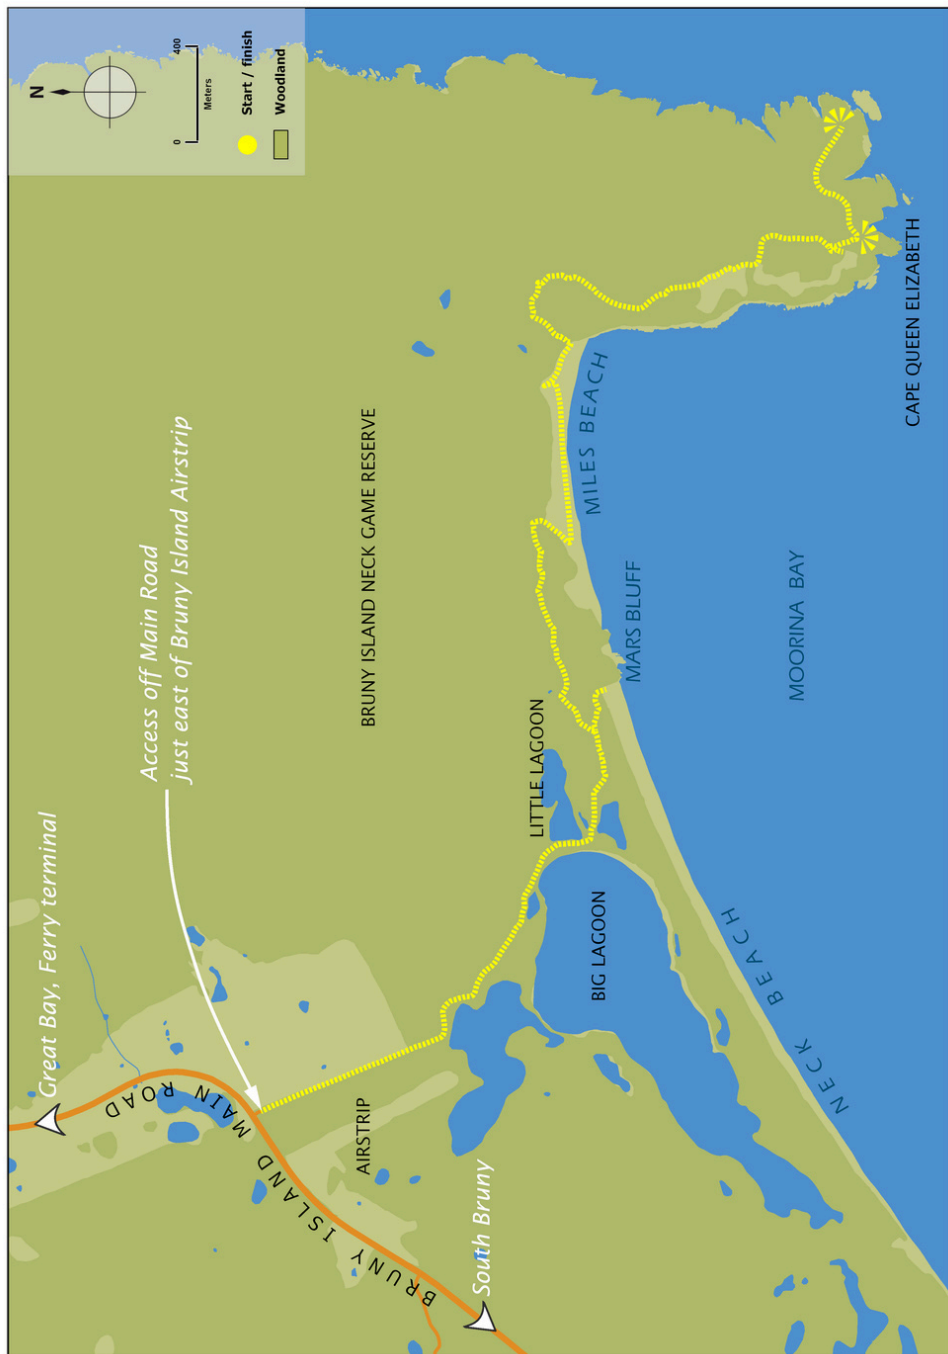 N
0
400
Meters
Start / finish
Woodland
Great Bay, Ferry terminal
Access off Main Road
just east of Bruny Island Airstrip
BRUNY ISLAND MAIN ROAD
AIRSTRIP
South Bruny
BRUNY ISLAND NECK GAME RESERVE
LITTLE LAGOON
BIG LAGOON
MILES BEACH
MARS BLUFF
NECK BEACH
MOORINA BAY
CAPE QUEEN ELIZABETH